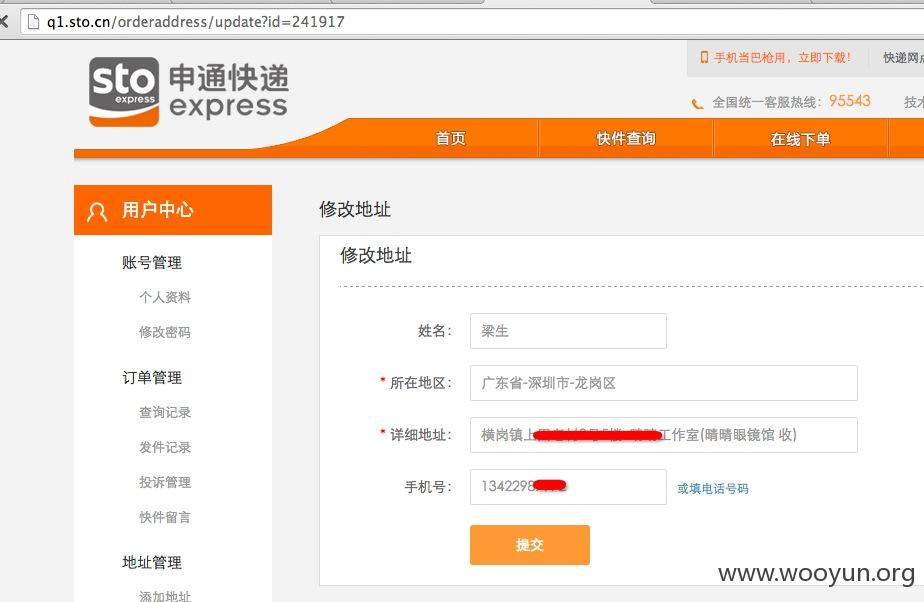 q1.sto.cn/orderaddress/update?id=241917
手机当巴枪用，立即下载！
快递网点
sto express
申通快递
express
全国统一客服热线：95543
首页
快件查询
在线下单
用户中心
修改地址
账号管理
修改地址
个人资料
修改密码
姓名：
梁生
订单管理
* 所在地区：
广东省-深圳市-龙岗区
查询记录
* 详细地址：
横岗镇上 工作室(晴晴眼镜馆 收)
发件记录
投诉管理
手机号：
1342298
或填电话号码
快件留言
提交
地址管理
添加地址
www.wooyun.org